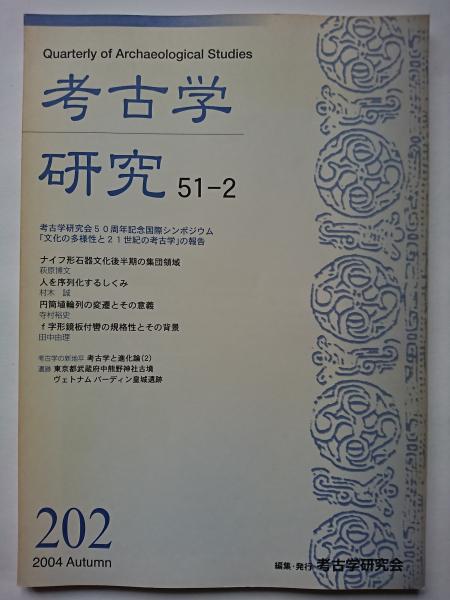 Quarterly of Archaeological Studies
考古学
研究 51-2
考古学研究会50周年記念国際シンポジウム
「文化の多様性と21世紀の考古学」の報告
ナイフ形石器文化後半期の集団領域
萩原博文
人を序列化するしくみ
村木 誠
円筒埴輪列の変遷とその意義
寺村裕史
f字形鏡板付轡の規格性とその背景
田中由理
考古学の新地平 考古学と進化論(2)
遺跡 東京都武蔵府中熊野神社古墳
ヴェトナム バーディン皇城遺跡
202
2004 Autumn
編集・発行 考古学研究会